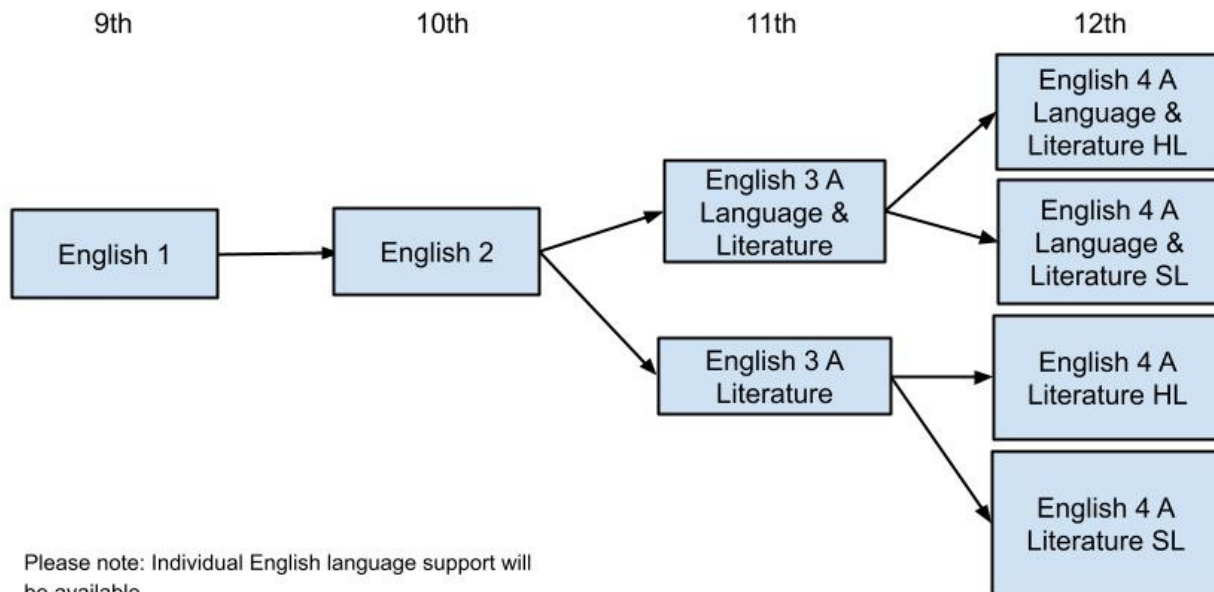 9th
10th
11th
12th
English 1
English 2
English 3 A
Language &
Literature
English 3 A
Literature
English 4 A
Language &
Literature HL
English 4 A
Language &
Literature SL
English 4 A
Literature HL
English 4 A
Literature SL
Please note: Individual English language support will
be available